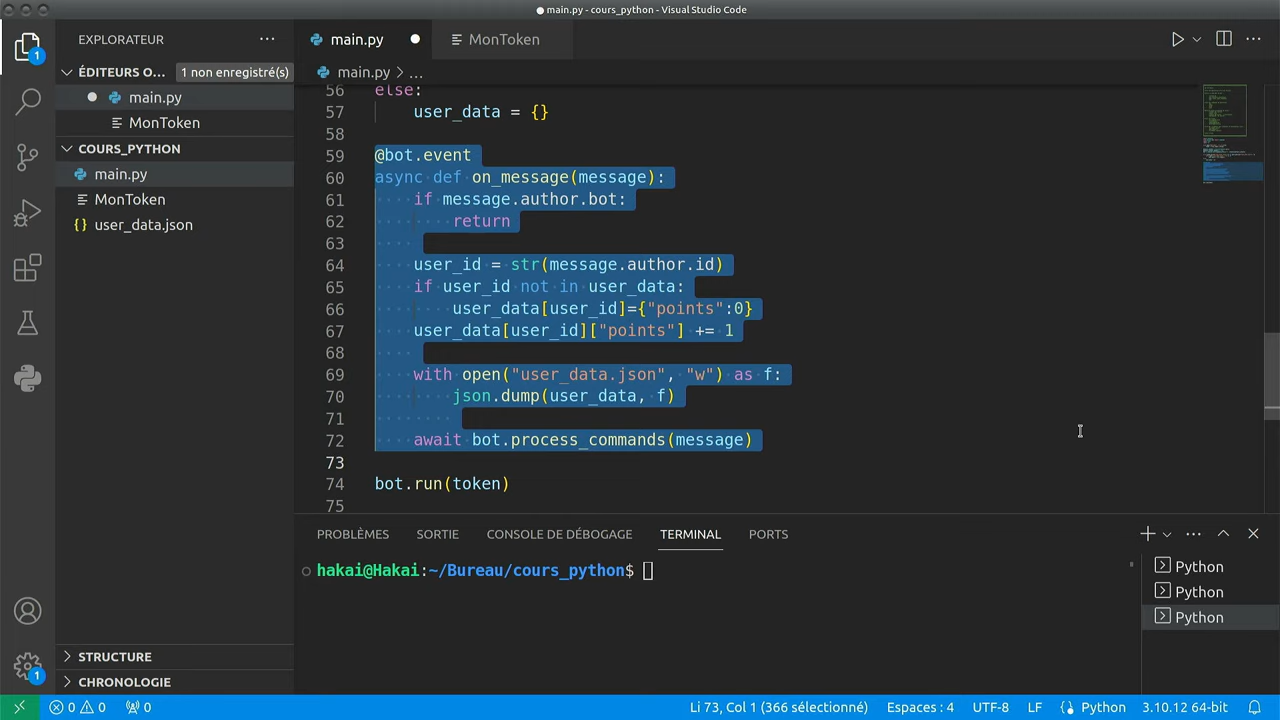 main.py - cours_python - Visual Studio Code
EXPLORATEUR
main.py
MonToken
1
ÉDITEURS O...
1 non enregistré(s)
main.py > ...
main.py
MonToken
COURS_PYTHON
main.py
MonToken
{} user_data.json
56 else:
57 user_data = {}
58
59 @bot.event
60 async def on_message(message):
61 if message.author.bot:
62 return
63
64 user_id = str(message.author.id)
65 if user_id not in user_data:
66 user_data[user_id]={"points":0}
67 user_data[user_id]["points"] += 1
68
69 with open("user_data.json", "w") as f:
70 json.dump(user_data, f)
71
72 await bot.process_commands(message)
73
74 bot.run(token)
75
PROBLÈMES
SORTIE
CONSOLE DE DÉBOGAGE
TERMINAL
PORTS
hakai@Hakai:~/Bureau/cours_python$
Python
Python
Python
STRUCTURE
CHRONOLOGIE
1
0 0 0
Li 73, Col 1 (366 sélectionné)
Espaces : 4
UTF-8
LF
Python
3.10.12 64-bit